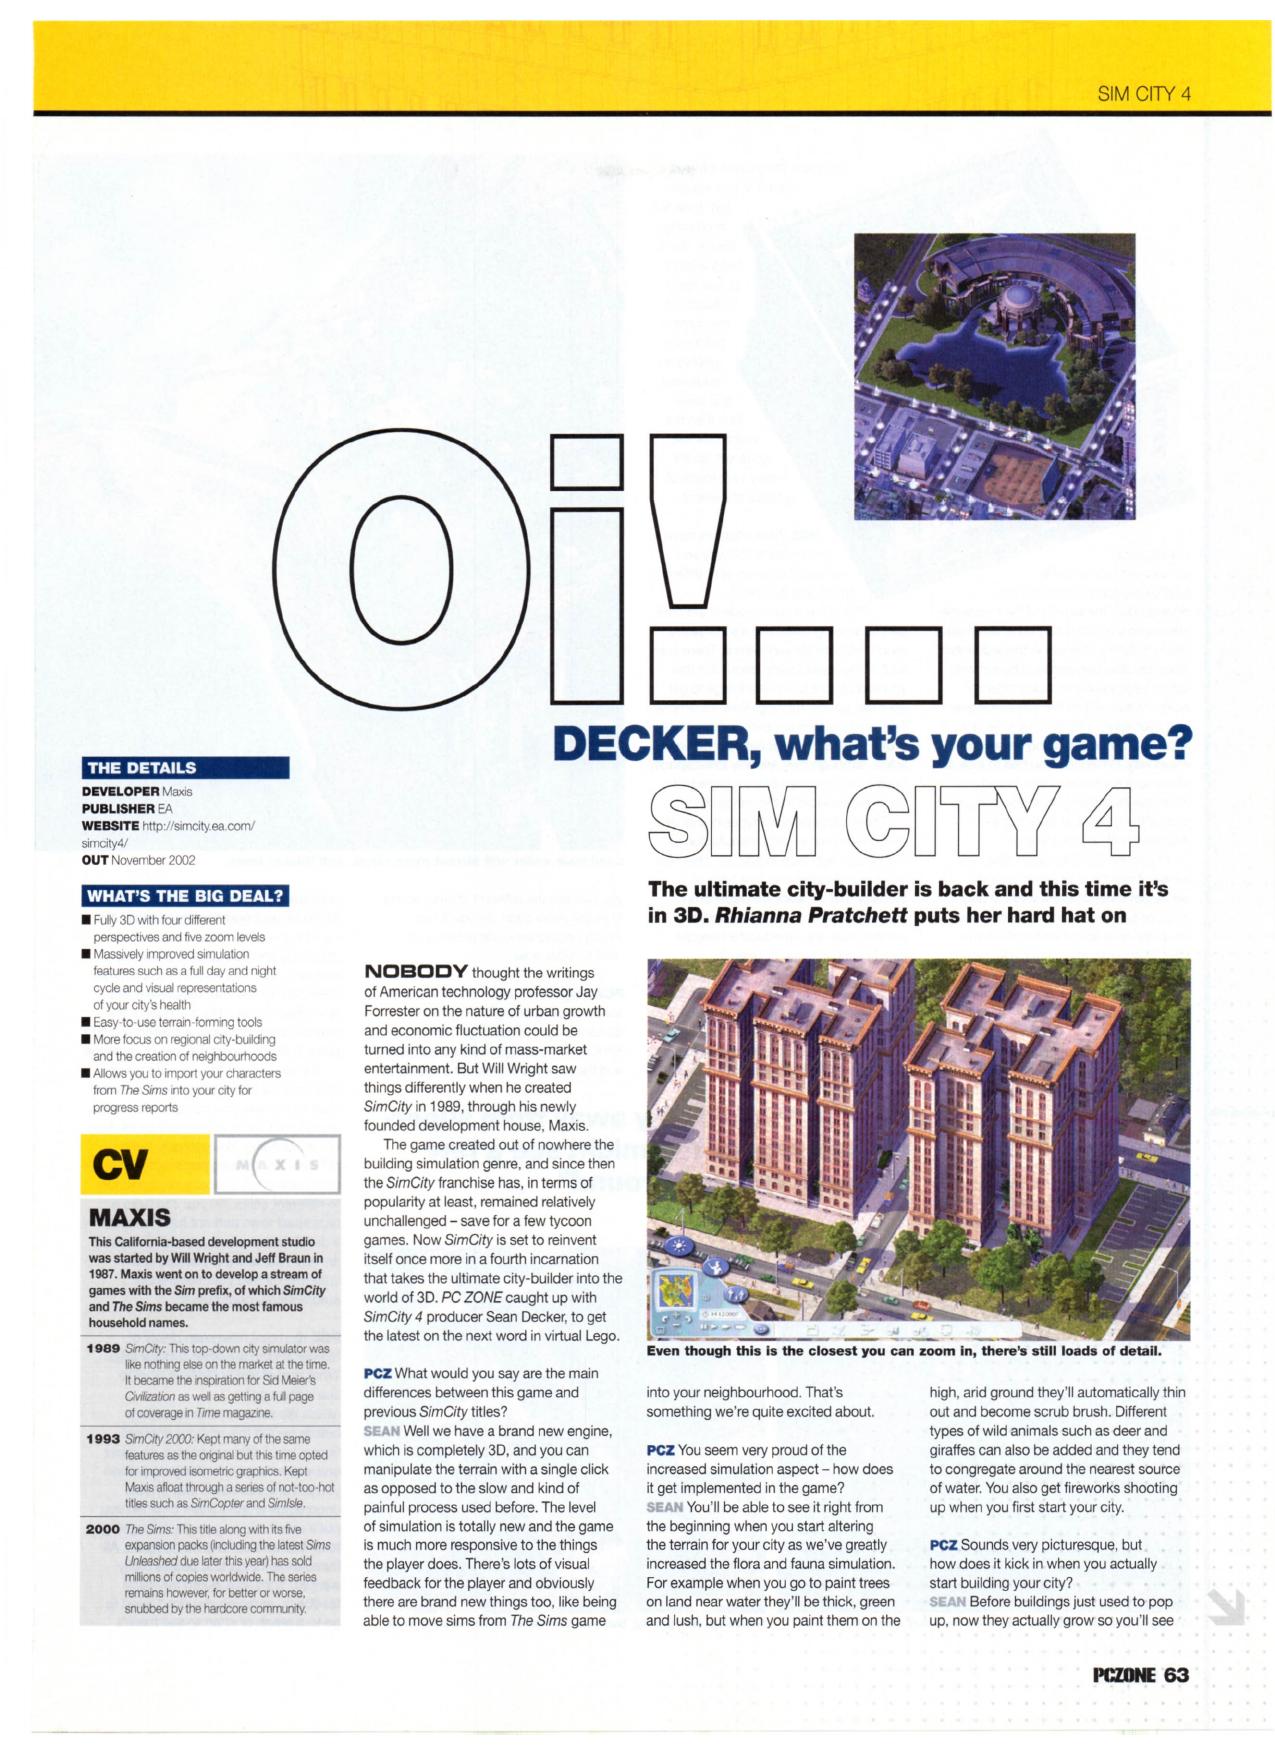 SIM CITY 4
Oi!....
DECKER, what's your game?
SIM CITY 4
The ultimate city-builder is back and this time it's
in 3D. Rhianna Pratchett puts her hard hat on
THE DETAILS
DEVELOPER Maxis
PUBLISHER EA
WEBSITE http://simcity.ea.com/
simcity4/
OUT November 2002
WHAT'S THE BIG DEAL?
■ Fully 3D with four different
perspectives and five zoom levels
■ Massively improved simulation
features such as a full day and night
cycle and visual representations
of your city's health
■ Easy-to-use terrain-forming tools
■ More focus on regional city-building
and the creation of neighbourhoods
■ Allows you to import your characters
from The Sims into your city for
progress reports
CV
MAXIS
MAXIS
This California-based development studio
was started by Will Wright and Jeff Braun in
1987. Maxis went on to develop a stream of
games with the Sim prefix, of which SimCity
and The Sims became the most famous
household names.
1989 SimCity: This top-down city simulator was
like nothing else on the market at the time.
It became the inspiration for Sid Meier's
Civilization as well as getting a full page
of coverage in Time magazine.
1993 SimCity 2000: Kept many of the same
features as the original but this time opted
for improved isometric graphics. Kept
Maxis afloat through a series of not-too-hot
titles such as SimCopter and SimIsle.
2000 The Sims: This title along with its five
expansion packs (including the latest Sims
Unleashed due later this year) has sold
millions of copies worldwide. The series
remains however, for better or worse,
snubbed by the hardcore community.
NOBODY thought the writings
of American technology professor Jay
Forrester on the nature of urban growth
and economic fluctuation could be
turned into any kind of mass-market
entertainment. But Will Wright saw
things differently when he created
SimCity in 1989, through his newly
founded development house, Maxis.
The game created out of nowhere the
building simulation genre, and since then
the SimCity franchise has, in terms of
popularity at least, remained relatively
unchallenged – save for a few tycoon
games. Now SimCity is set to reinvent
itself once more in a fourth incarnation
that takes the ultimate city-builder into the
world of 3D. PC ZONE caught up with
SimCity 4 producer Sean Decker, to get
the latest on the next word in virtual Lego.
PCZ What would you say are the main
differences between this game and
previous SimCity titles?
SEAN Well we have a brand new engine,
which is completely 3D, and you can
manipulate the terrain with a single click
as opposed to the slow and kind of
painful process used before. The level
of simulation is totally new and the game
is much more responsive to the things
the player does. There's lots of visual
feedback for the player and obviously
there are brand new things too, like being
able to move sims from The Sims game
Even though this is the closest you can zoom in, there's still loads of detail.
into your neighbourhood. That's
something we're quite excited about.
PCZ You seem very proud of the
increased simulation aspect – how does
it get implemented in the game?
SEAN You'll be able to see it right from
the beginning when you start altering
the terrain for your city as we've greatly
increased the flora and fauna simulation.
For example when you go to paint trees
on land near water they'll be thick, green
and lush, but when you paint them on the
high, arid ground they'll automatically thin
out and become scrub brush. Different
types of wild animals such as deer and
giraffes can also be added and they tend
to congregate around the nearest source
of water. You also get fireworks shooting
up when you first start your city.
PCZ Sounds very picturesque, but
how does it kick in when you actually
start building your city?
SEAN Before buildings just used to pop
up, now they actually grow so you'll see
PCZONE 63